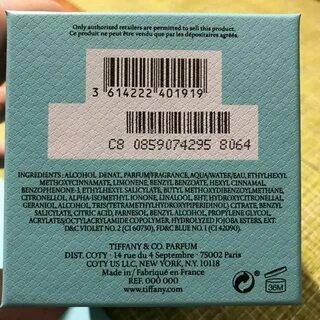 Only authorised retailers are permitted to sell this product.
Ce produit ne peut être vendu que par les dépositaires agréés.
3 614222 401919
C8 0859074295 8064
INGREDIENTS: ALCOHOL DENAT., PARFUM/FRAGRANCE, AQUA/WATER/EAU, ETHYLHEXYL
METHOXYCINNAMATE, LIMONENE, BENZYL BENZOATE, HEXYL CINNAMAL,
BENZOPHENONE-3, ETHYLHEXYL SALICYLATE, BUTYL METHOXYDIBENZOYLMETHANE,
CITRONELLOL, ALPHA-ISOMETHYL IONONE, LINALOOL, BHT, HYDROXYCITRONELLAL,
GERANIOL, ALCOHOL, TRIS(TETRAMETHYLHYDROXYPIPERIDINOL) CITRATE, BENZYL
SALICYLATE, CITRIC ACID, FARNESOL, BENZYL ALCOHOL, PROPYLENE GLYCOL,
ACRYLATES/OCTYLACRYLAMIDE COPOLYMER, HYDROLYZED JOJOBA ESTERS, EXT.
D&C VIOLET NO.2 (CI 60730), FD&C BLUE NO.1 (CI 42090).
TIFFANY & CO. PARFUM
DIST. COTY - 14 rue du 4 Septembre - 75002 Paris
COTY US LLC, NEW YORK, N.Y. 10118
Made in / Fabriqué en France
REF. 000 000
www.tiffany.com
36M